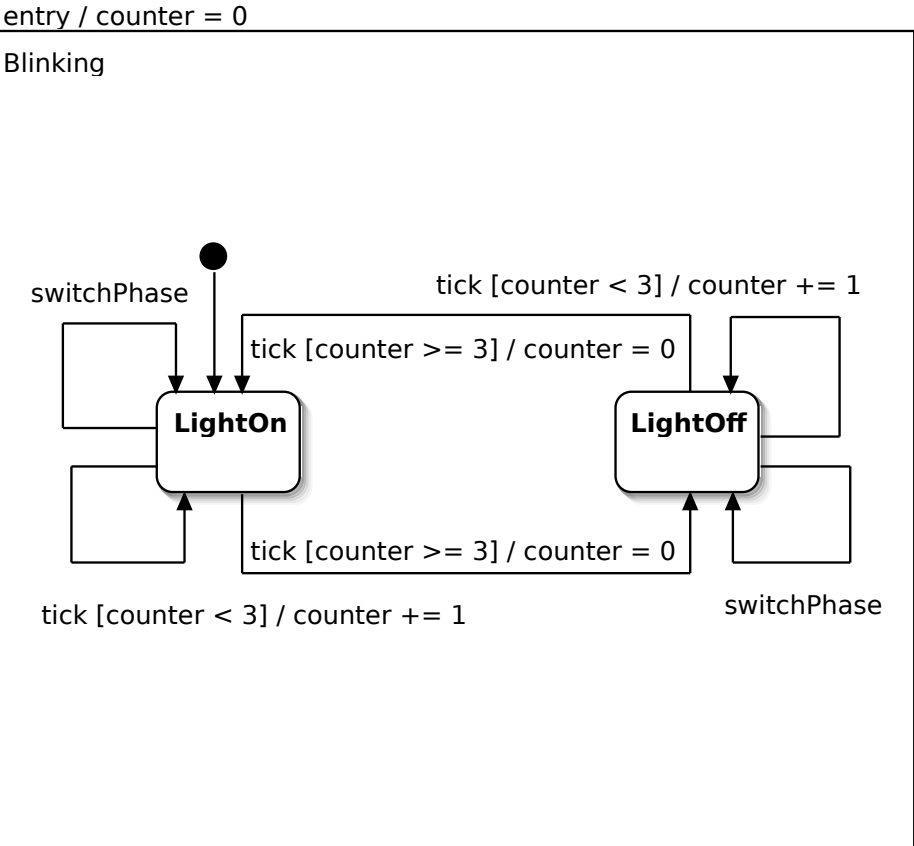 entry / counter = 0
Blinking
tick [counter < 3] / counter += 1
switchPhase
tick [counter >= 3] / counter = 0
LightOn
LightOff
tick [counter >= 3] / counter = 0
switchPhase
tick [counter < 3] / counter += 1